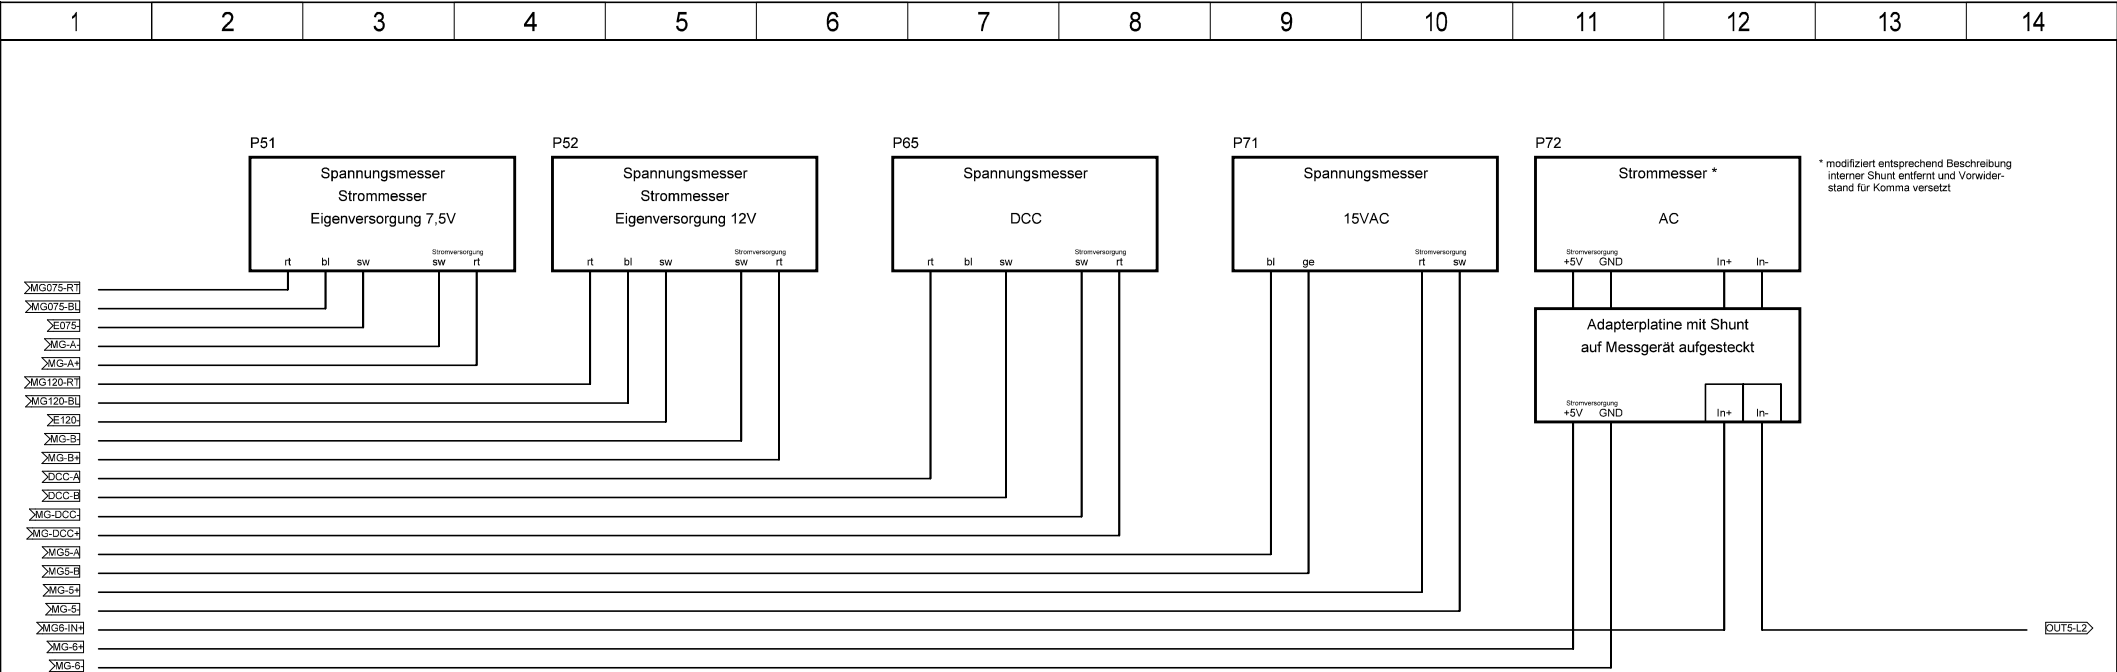 1 2 3 4 5 6 7 8 9 10 11 12 13 14
P51
Spannungsmesser
Strommesser
Eigenversorgung 7,5V
Stromversorgung
rt bl sw sw rt
P52
Spannungsmesser
Strommesser
Eigenversorgung 12V
Stromversorgung
rt bl sw sw rt
P65
Spannungsmesser
DCC
Stromversorgung
rt bl sw sw rt
P71
Spannungsmesser
15VAC
Stromversorgung
bl ge rt sw
P72
Strommesser *
AC
Stromversorgung
+5V GND In+ In-
* modifiziert entsprechend Beschreibung
interner Shunt entfernt und Vorwider-
stand für Komma versetzt
Adapterplatine mit Shunt
auf Messgerät aufgesteckt
Stromversorgung
+5V GND In+ In-
MG075-RT
MG075-BL
E075-
MG-A-
MG-A+
MG120-RT
MG120-BL
E120-
MG-B-
MG-B+
DCC-A
DCC-B
MG-DCC-
MG-DCC+
MG5-A
MG5-B
MG-5+
MG-5-
MG6-IN+
OUT5-L2
MG-6+
MG-6-